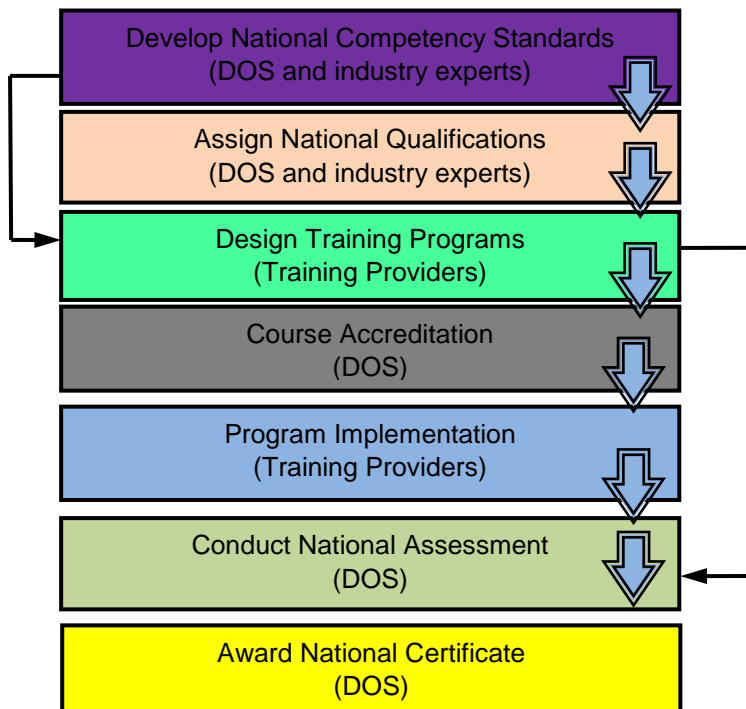 Develop National Competency Standards
(DOS and industry experts)
Assign National Qualifications
(DOS and industry experts)
Design Training Programs
(Training Providers)
Course Accreditation
(DOS)
Program Implementation
(Training Providers)
Conduct National Assessment
(DOS)
Award National Certificate
(DOS)